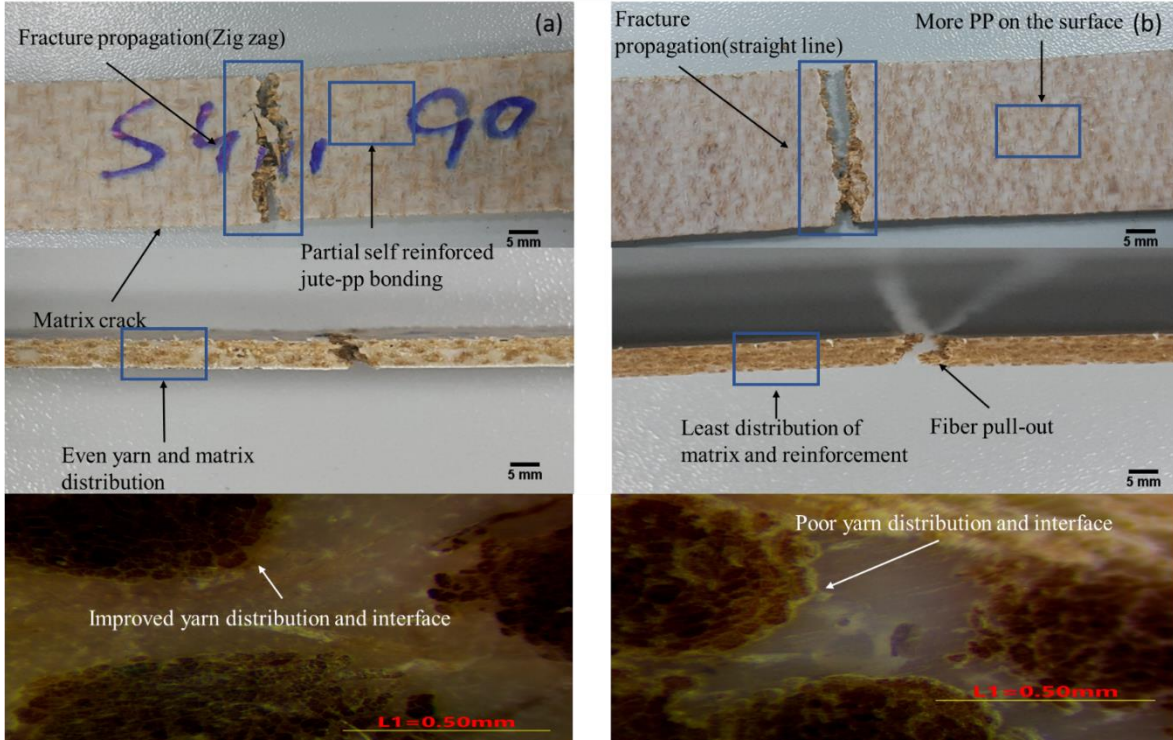 (a)
Fracture propagation(Zig zag)
90
Partial self reinforced
jute-pp bonding
5 mm
Matrix crack
Even yarn and matrix
distribution
5 mm
Improved yarn distribution and interface
L1=0.50mm
(b)
Fracture
propagation(straight line)
More PP on the surface
5 mm
Least distribution of
matrix and reinforcement
Fiber pull-out
5 mm
Poor yarn distribution and interface
L1=0.50mm